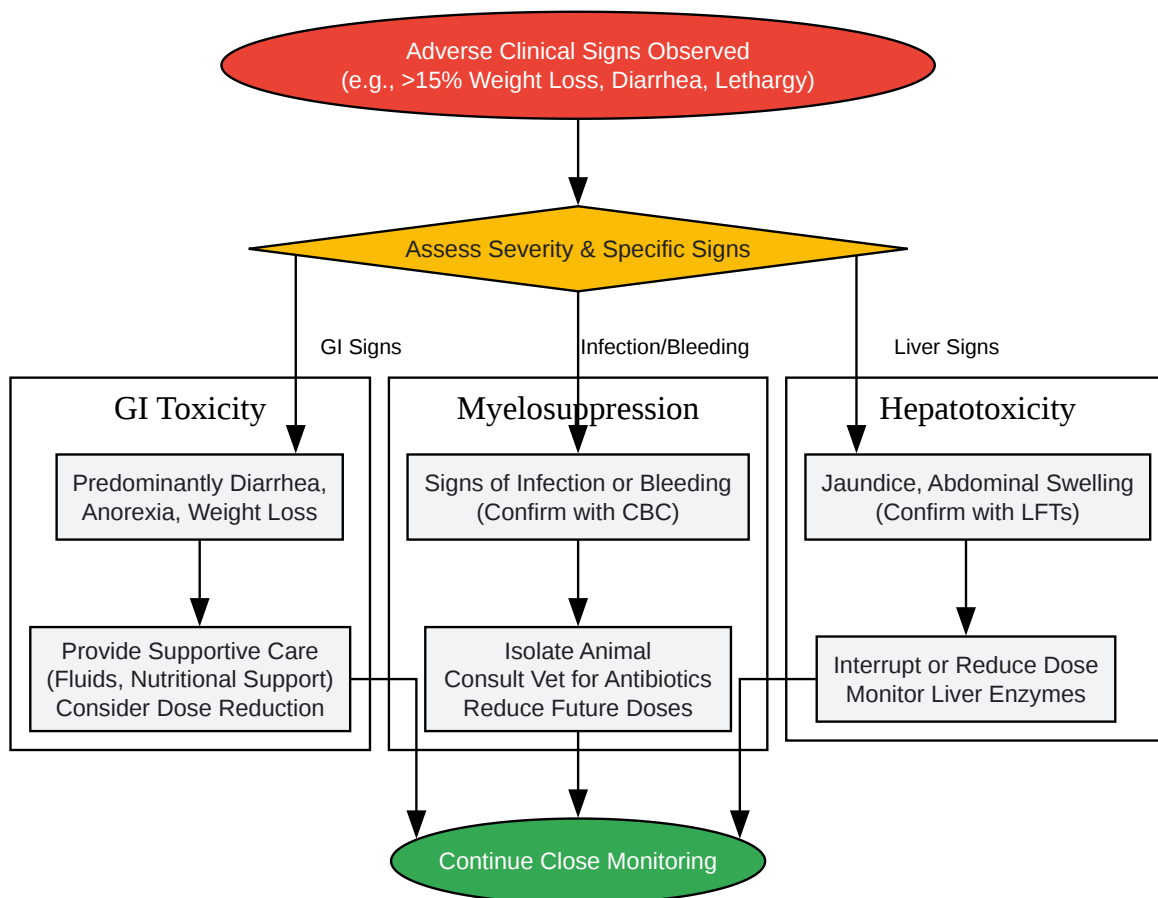 Adverse Clinical Signs Observed
(e.g., >15% Weight Loss, Diarrhea, Lethargy)
Assess Severity & Specific Signs
GI Signs
Infection/Bleeding
Liver Signs
GI Toxicity
Predominantly Diarrhea,
Anorexia, Weight Loss
Provide Supportive Care
(Fluids, Nutritional Support)
Consider Dose Reduction
Myelosuppression
Signs of Infection or Bleeding
(Confirm with CBC)
Isolate Animal
Consult Vet for Antibiotics
Reduce Future Doses
Hepatotoxicity
Jaundice, Abdominal Swelling
(Confirm with LFTs)
Interrupt or Reduce Dose
Monitor Liver Enzymes
Continue Close Monitoring